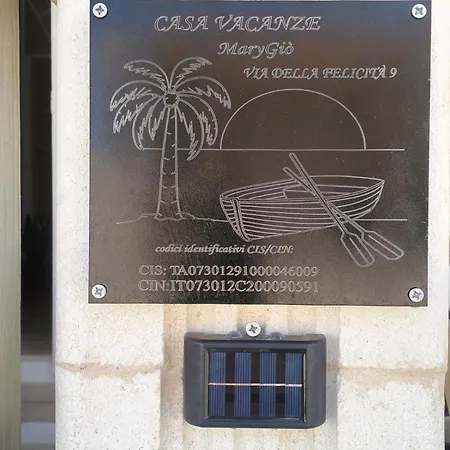 CASA VACANZE
MaryGiò
VIA DELLA FELICITÀ 9
codici identificativi CIS/CIN:
CIS: TA07301291000046009
CIN:IT073012C200090591